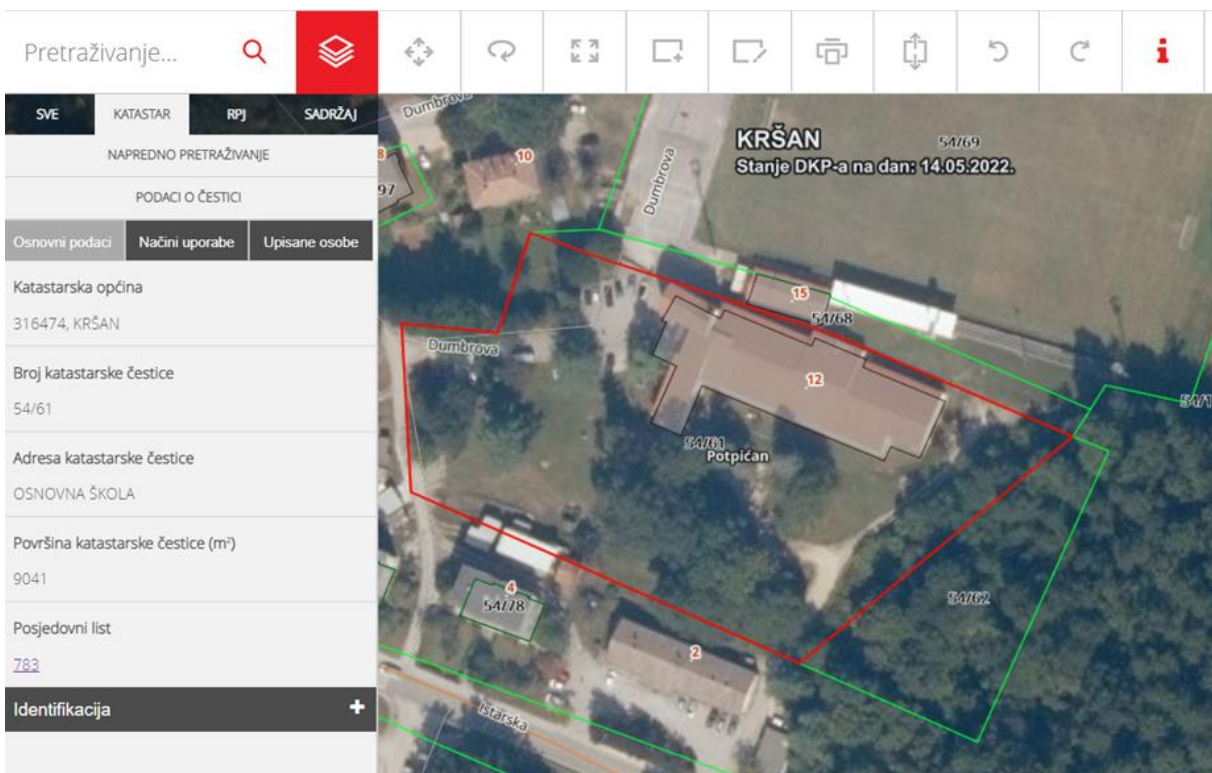 Pretraživanje...
i
SVE
KATASTAR
RPJ
SADRŽAJ
NAPREDNO PRETRAŽIVANJE
PODACI O ČESTICI
Osnovni podaci
Načini uporabe
Upisane osobe
Katastarska općina
316474, KRŠAN
Broj katastarske čestice
54/61
Adresa katastarske čestice
OSNOVNA ŠKOLA
Površina katastarske čestice (m²)
9041
Posjedovni list
783
Identifikacija
+
Dumbrova
8
10
97
Dumbrova
KRŠAN
54/69
Stanje DKP-a na dan: 14.05.2022.
15
54/68
Dumbrova
12
54/61
Potpićan
54/62
4
54/78
2
Istarska